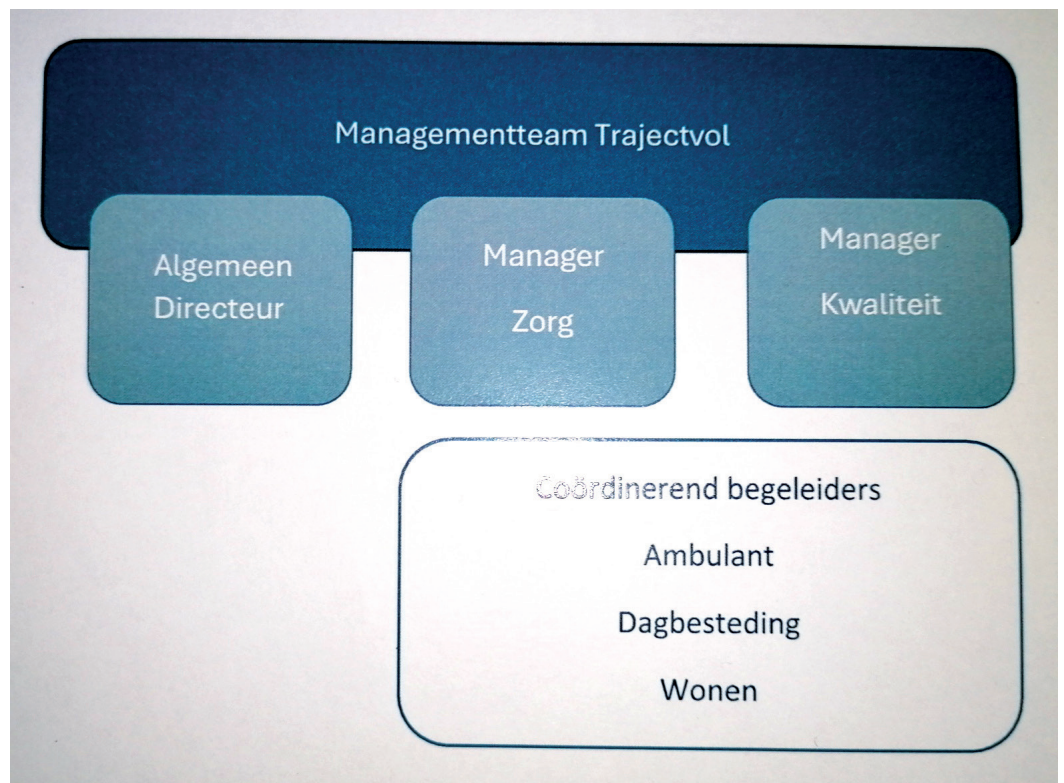 Managementteam Trajectvol
Algemeen
Directeur
Manager
Zorg
Manager
Kwaliteit
Coördinerend begeleiders
Ambulant
Dagbesteding
Wonen